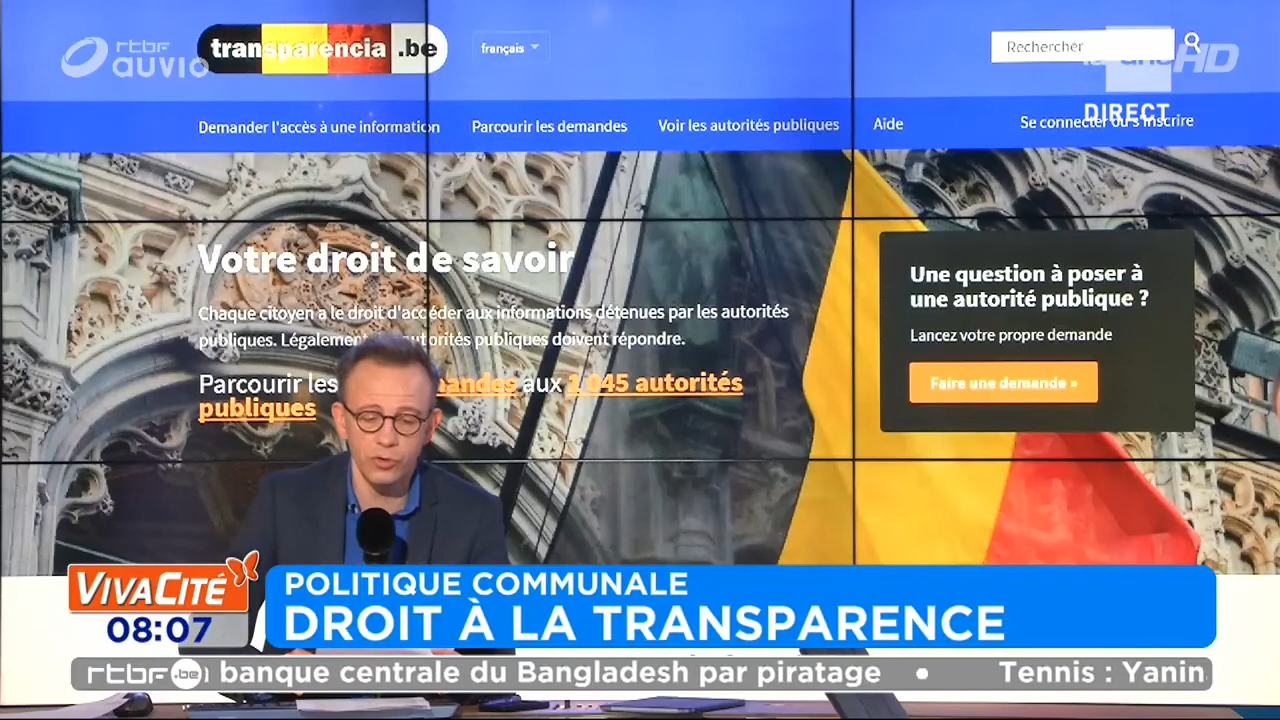 rtbf
auvio
transparencia.be
français
Rechercher
HD
DIRECT
Demander l'accès à une information
Parcourir les demandes
Voir les autorités publiques
Aide
Se connecter ou s'inscrire
Votre droit de savoir
Chaque citoyen a le droit d'accéder aux informations détenues par les autorités
publiques. Légalement autorités publiques doivent répondre.
Parcourir les demandes aux 1 045 autorités
publiques
Une question à poser à
une autorité publique ?
Lancez votre propre demande
Faire une demande »
VIVACITÉ
08:07
POLITIQUE COMMUNALE
DROIT À LA TRANSPARENCE
rtbf.be banque centrale du Bangladesh par piratage • Tennis : Yanin